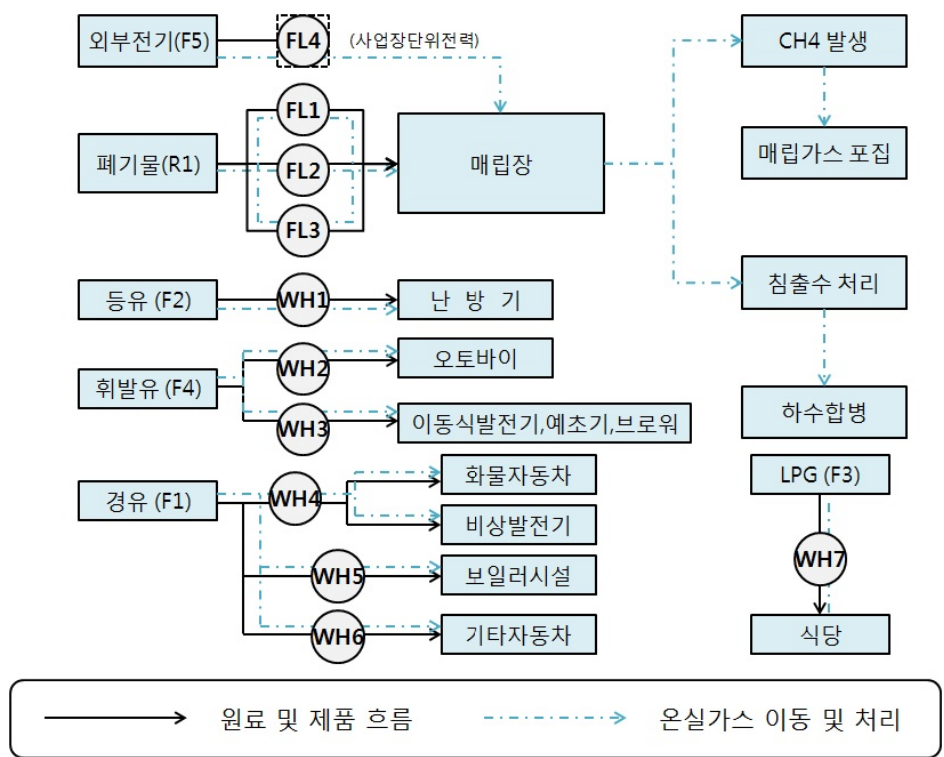 외부전기(F5)
FL4
(사업장단위전력)
CH4 발생
FL1
폐기물(R1)
FL2
매립장
매립가스 포집
FL3
침출수 처리
등유 (F2)
WH1
난 방 기
휘발유 (F4)
WH2
오토바이
WH3
이동식발전기,예초기,브로워
하수합병
경유 (F1)
WH4
화물자동차
LPG (F3)
비상발전기
WH7
WH5
보일러시설
WH6
기타자동차
식당
원료 및 제품 흐름
온실가스 이동 및 처리